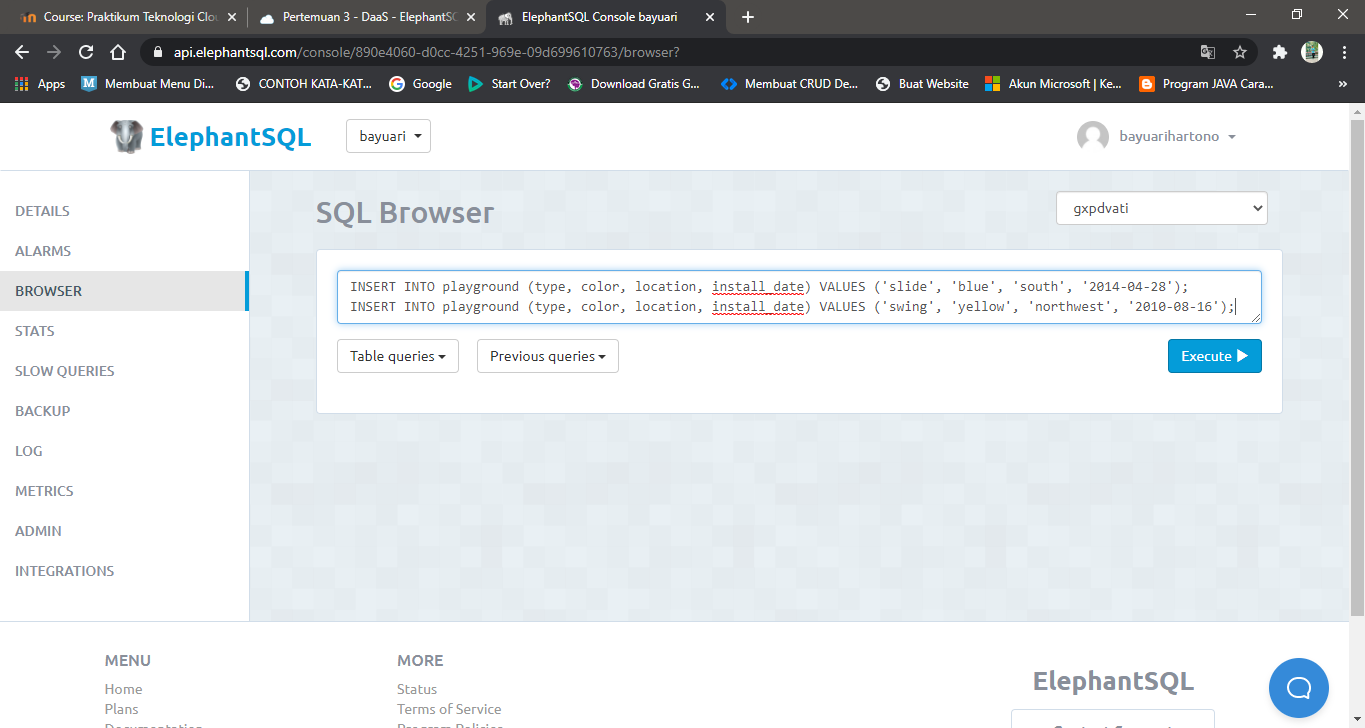 Course: Praktikum Teknologi Clou
Pertemuan 3 - DaaS - ElephantSQ
ElephantSQL Console bayuari
api.elephantsql.com/console/890e4060-d0cc-4251-969e-09d699610763/browser?
Apps
Membuat Menu Di...
CONTOH KATA-KAT...
Google
Start Over?
Download Gratis G...
Membuat CRUD De...
Buat Website
Akun Microsoft | Ke...
Program JAVA Cara...
»
ElephantSQL
bayuari
bayuarihartono
DETAILS
ALARMS
BROWSER
STATS
SLOW QUERIES
BACKUP
LOG
METRICS
ADMIN
INTEGRATIONS
SQL Browser
gxpdvati
INSERT INTO playground (type, color, location, install_date) VALUES ('slide', 'blue', 'south', '2014-04-28');
INSERT INTO playground (type, color, location, install_date) VALUES ('swing', 'yellow', 'northwest', '2010-08-16');
Table queries
Previous queries
Execute
MENU
Home
Plans
Documentation
MORE
Status
Terms of Service
Program Policies
ElephantSQL